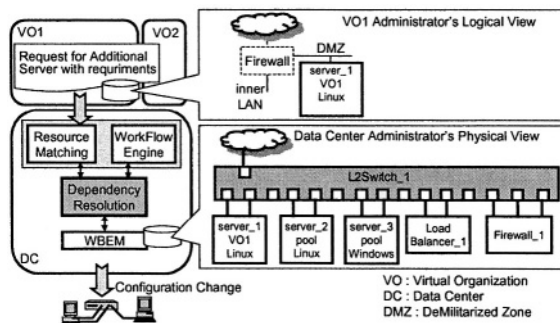 VO1
VO2
Request for Additional
Server with requriments
VO1 Administrator's Logical View
Firewall
DMZ
inner
LAN
server_1
VO1
Linux
Resource
Matching
WorkFlow
Engine
Dependency
Resolution
WBEM
DC
Configuration Change
Data Center Administrator's Physical View
L2Switch_1
server_1
VO1
Linux
server_2
pool
Linux
server_3
pool
Windows
Load
Balancer_1
Firewall_1
VO : Virtual Organization
DC : Data Center
DMZ : DeMilitarized Zone